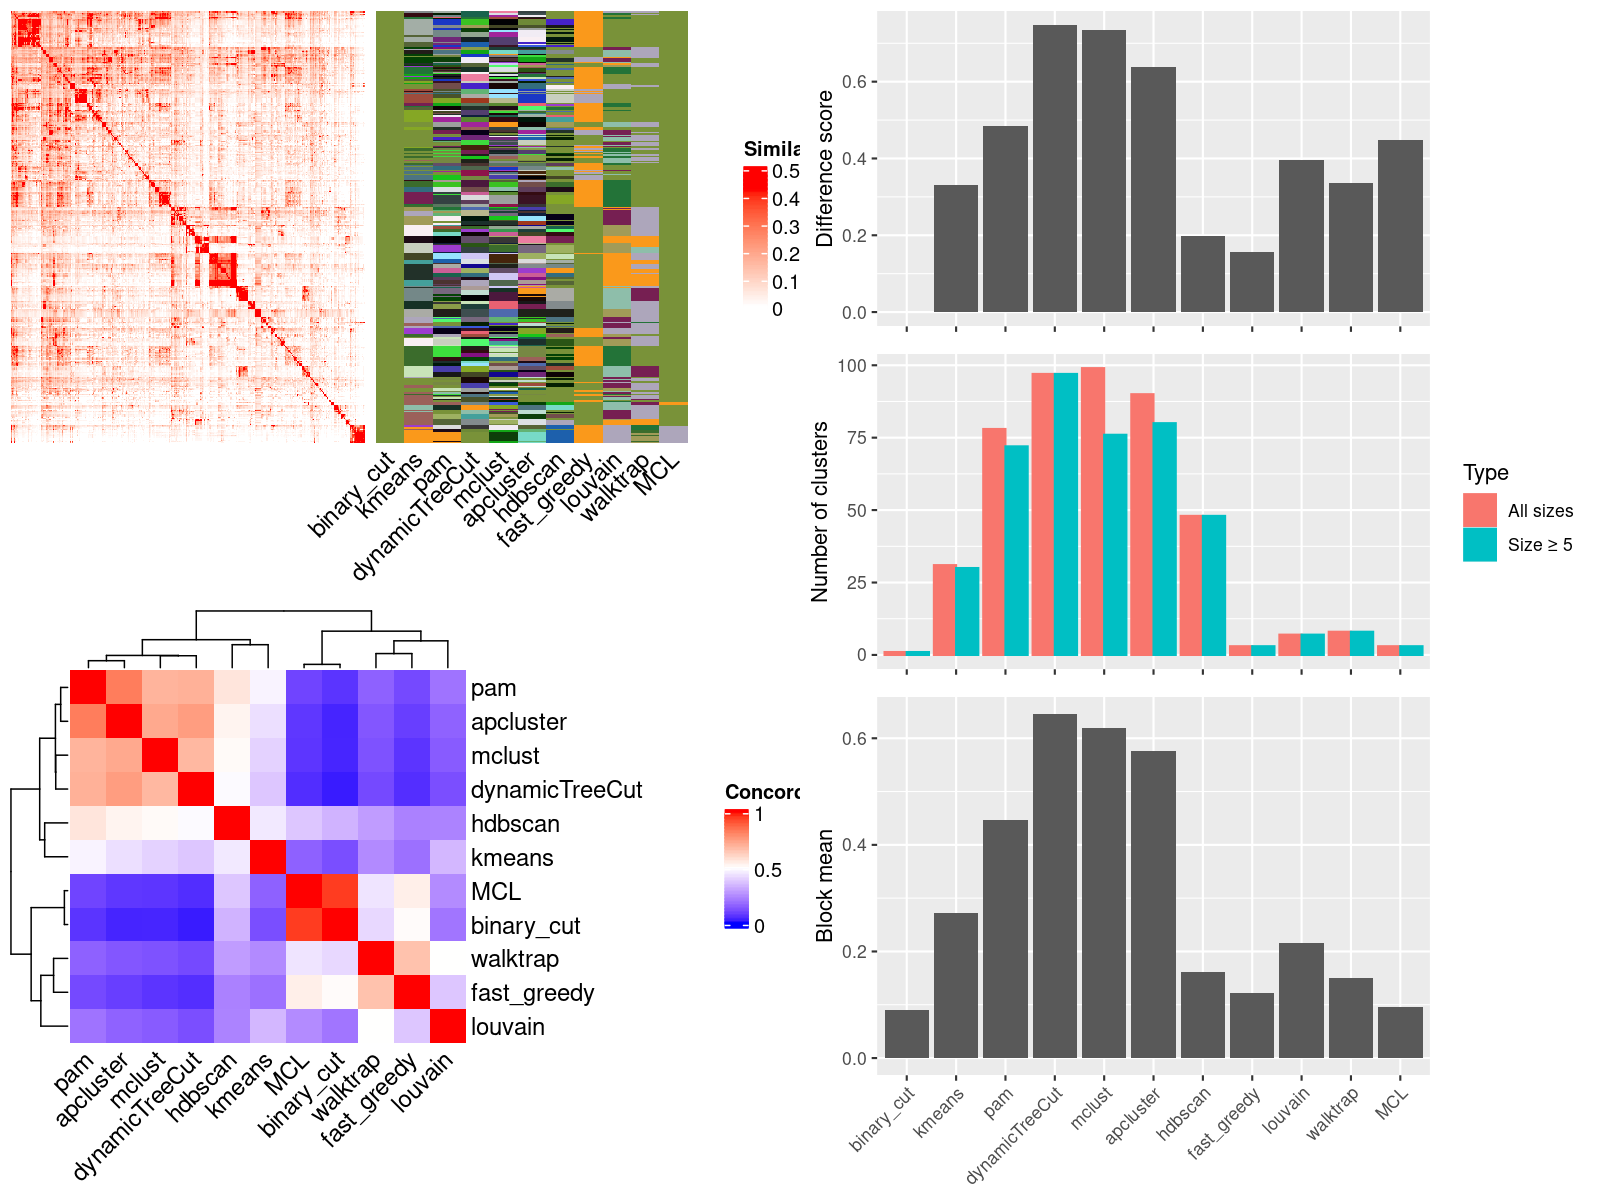 Simila
0.5
0.4
0.3
0.2
0.1
0
binary_cut
kmeans
pam
dynamicTreeCut
mclust
apcluster
hdbscan
fast_greedy
louvain
walktrap
MCL
pam
apcluster
mclust
dynamicTreeCut
hdbscan
kmeans
MCL
binary_cut
walktrap
fast_greedy
louvain
Concord
1
0.5
0
pam
apcluster
mclust
dynamicTreeCut
hdbscan
kmeans
MCL
binary_cut
walktrap
fast_greedy
louvain
Difference score
0.6
0.4
0.2
0.0
Number of clusters
100
75
50
25
0
Type
All sizes
Size ≥ 5
Block mean
0.6
0.4
0.2
0.0
binary_cut
kmeans
pam
dynamicTreeCut
mclust
apcluster
hdbscan
fast_greedy
louvain
walktrap
MCL